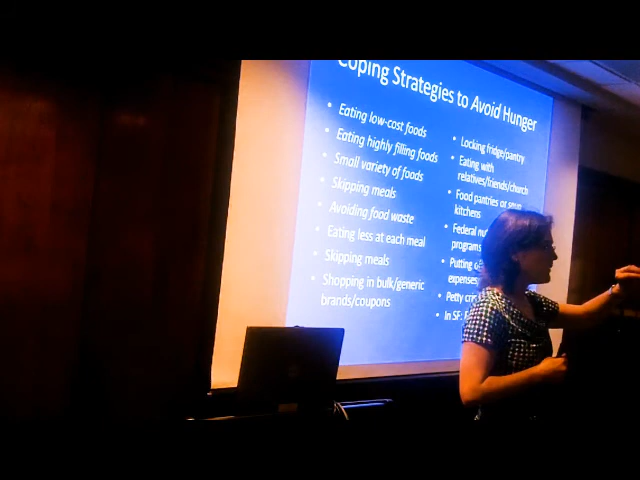 Coping Strategies to Avoid Hunger
• Eating low-cost foods
• Eating highly filling foods
• Small variety of foods
• Skipping meals
• Avoiding food waste
• Eating less at each meal
• Skipping meals
• Shopping in bulk/generic
brands/coupons
• Locking fridge/pantry
• Eating with
relatives/friends/church
• Food pantries or soup
kitchens
• Federal
programs
• Putting
expenses
• Petty
• In SF: